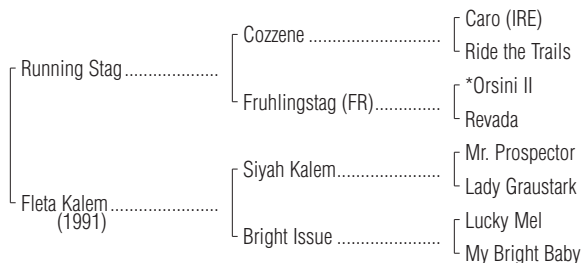 Caro (IRE)
Cozzene
Ride the Trails
Running Stag
*Orsini II
Fruhlingstag (FR)
Revada
Mr. Prospector
Siyah Kalem
Lady Graustark
Fleta Kalem
(1991)
Lucky Mel
Bright Issue
My Bright Baby